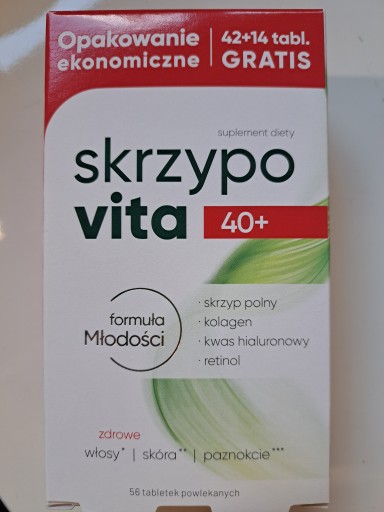 Opakowanie
ekonomiczne
42+14 tabl.
GRATIS
suplement diety
skrzypo
vita
40+
formuła
Młodości
· skrzyp polny
· kolagen
· kwas hialuronowy
· retinol
zdrowe
włosy* | skóra** | paznokcie***
56 tabletek powlekanych